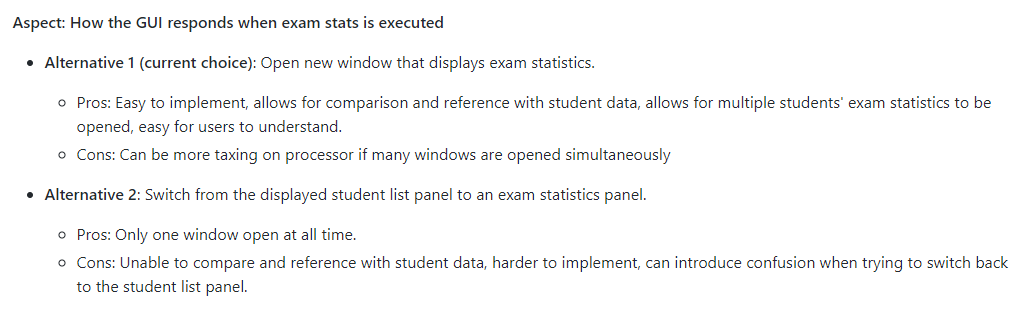 Aspect: How the GUI responds when exam stats is executed
• Alternative 1 (current choice): Open new window that displays exam statistics.
○ Pros: Easy to implement, allows for comparison and reference with student data, allows for multiple students' exam statistics to be
opened, easy for users to understand.
○ Cons: Can be more taxing on processor if many windows are opened simultaneously
• Alternative 2: Switch from the displayed student list panel to an exam statistics panel.
○ Pros: Only one window open at all time.
○ Cons: Unable to compare and reference with student data, harder to implement, can introduce confusion when trying to switch back
to the student list panel.